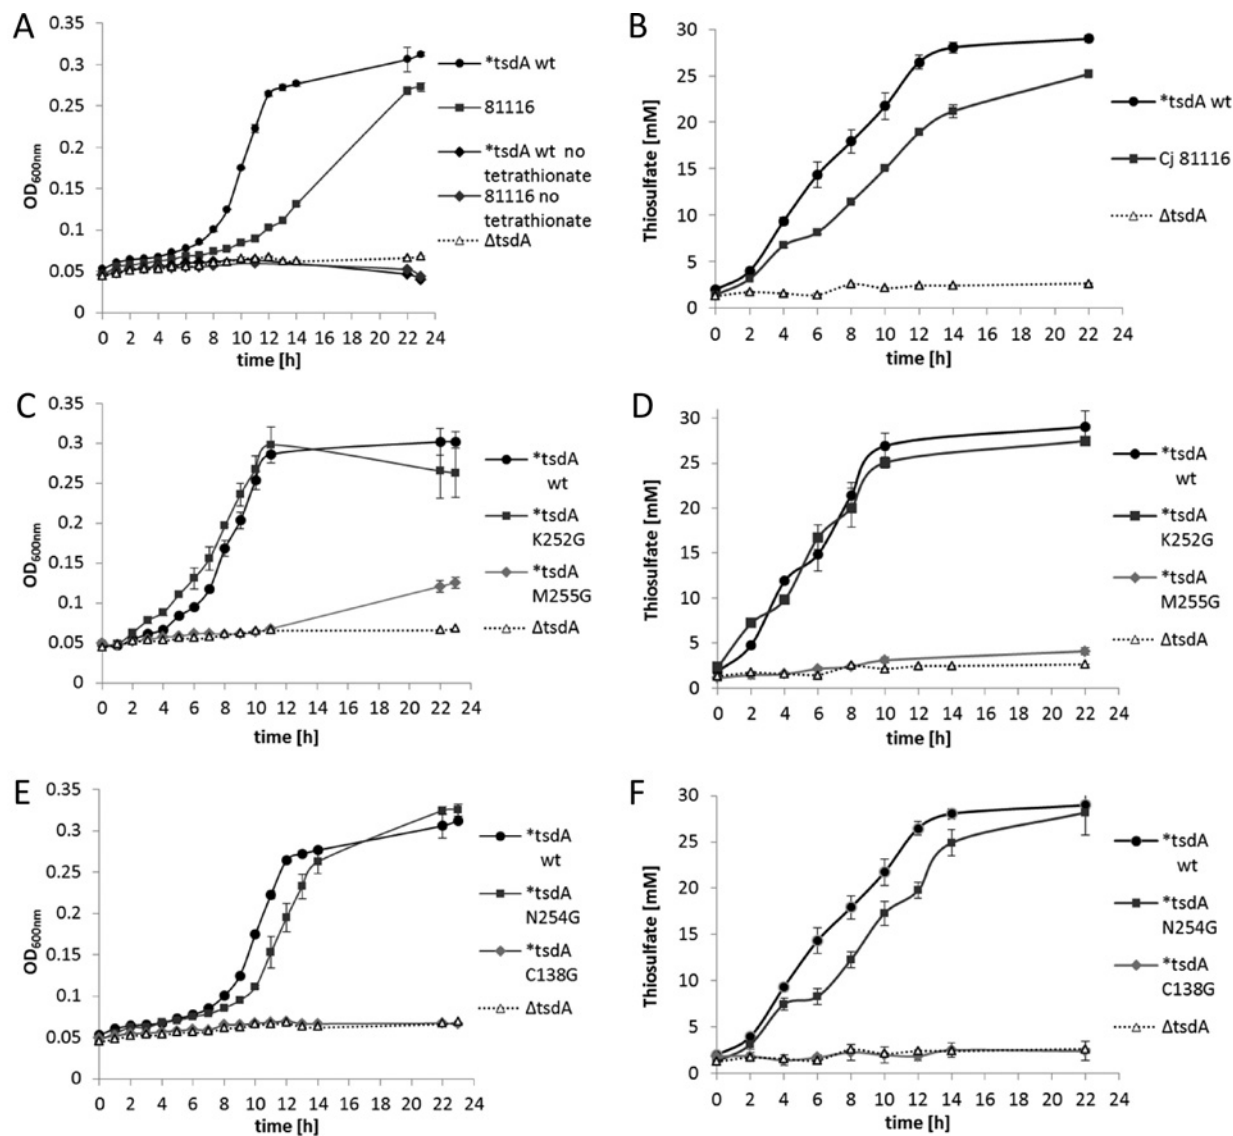 A
0.35
0.3
0.25
0.2
0.15
0.1
0.05
0
OD600nm
0 2 4 6 8 10 12 14 16 18 20 22 24
time [h]
*tsdA wt
81116
*tsdA wt no
tetrathionate
81116 no
tetrathionate
ΔtsdA
B
30
25
20
15
10
5
0
Thiosulfate [mM]
0 2 4 6 8 10 12 14 16 18 20 22 24
time [h]
*tsdA wt
Cj 81116
ΔtsdA
C
0.35
0.3
0.25
0.2
0.15
0.1
0.05
0
OD600nm
0 2 4 6 8 10 12 14 16 18 20 22 24
time [h]
*tsdA
wt
*tsdA
K252G
*tsdA
M255G
ΔtsdA
D
30
25
20
15
10
5
0
Thiosulfate [mM]
0 2 4 6 8 10 12 14 16 18 20 22 24
time [h]
*tsdA
wt
*tsdA
K252G
*tsdA
M255G
ΔtsdA
E
0.35
0.3
0.25
0.2
0.15
0.1
0.05
0
OD600nm
0 2 4 6 8 10 12 14 16 18 20 22 24
time [h]
*tsdA
wt
*tsdA
N254G
*tsdA
C138G
ΔtsdA
F
30
25
20
15
10
5
0
Thiosulfate [mM]
0 2 4 6 8 10 12 14 16 18 20 22 24
time [h]
*tsdA
wt
*tsdA
N254G
*tsdA
C138G
ΔtsdA